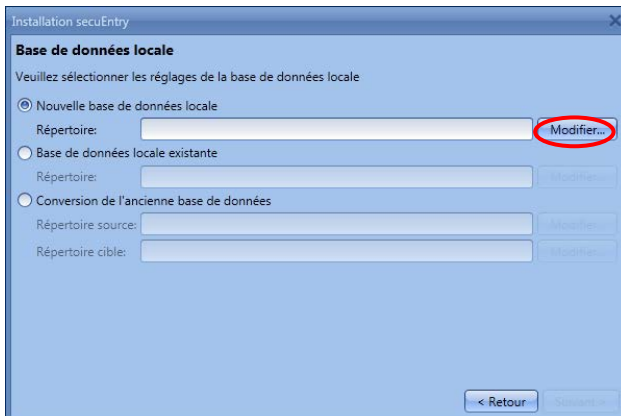 Installation secuEntry
Base de données locale
Veuillez sélectionner les réglages de la base de données locale
Nouvelle base de données locale
Répertoire: Modifier...
Base de données locale existante
Répertoire: Modifier...
Conversion de l'ancienne base de données
Répertoire source: Modifier...
Répertoire cible: Modifier...
< Retour Suivant >